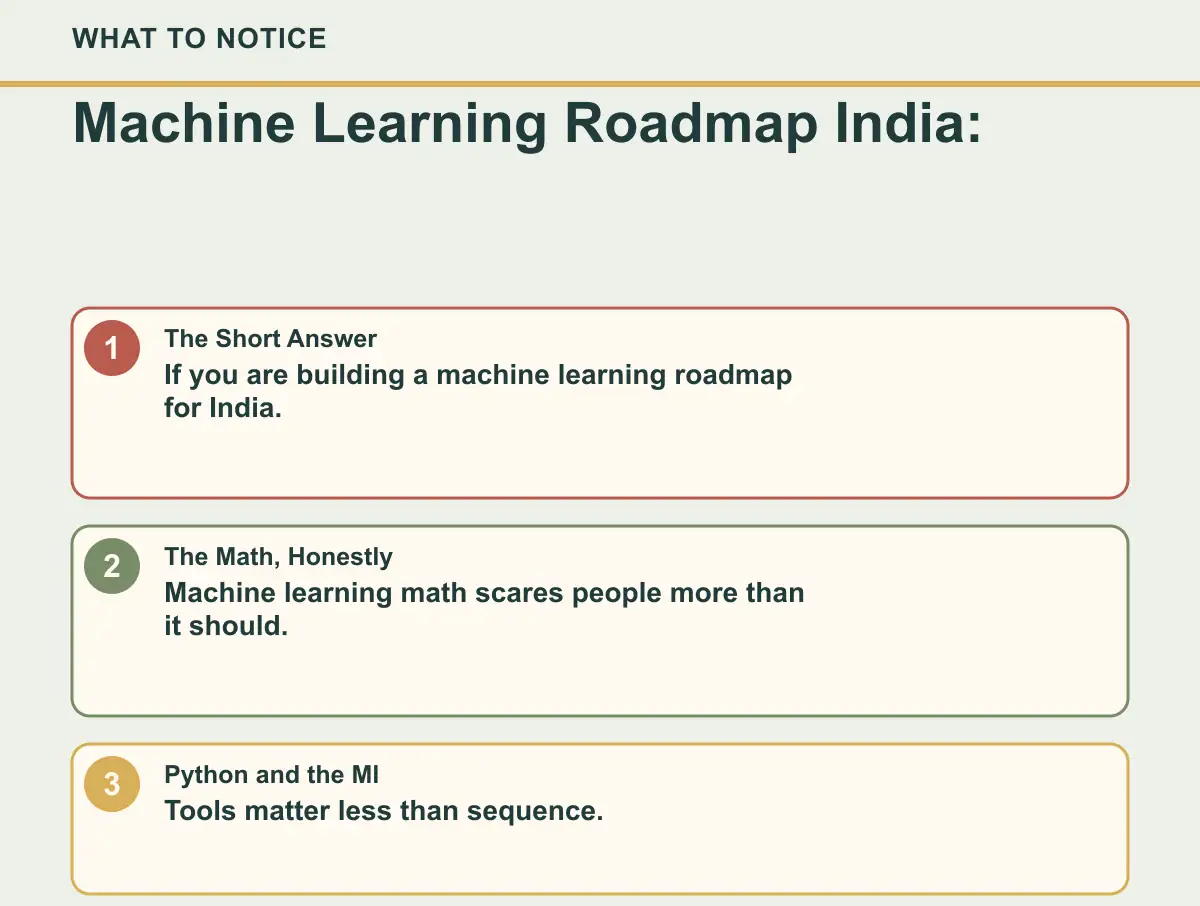 WHAT TO NOTICE
Machine Learning Roadmap India:
1
The Short Answer
If you are building a machine learning roadmap
for India.
2
The Math, Honestly
Machine learning math scares people more than
it should.
3
Python and the Ml
Tools matter less than sequence.